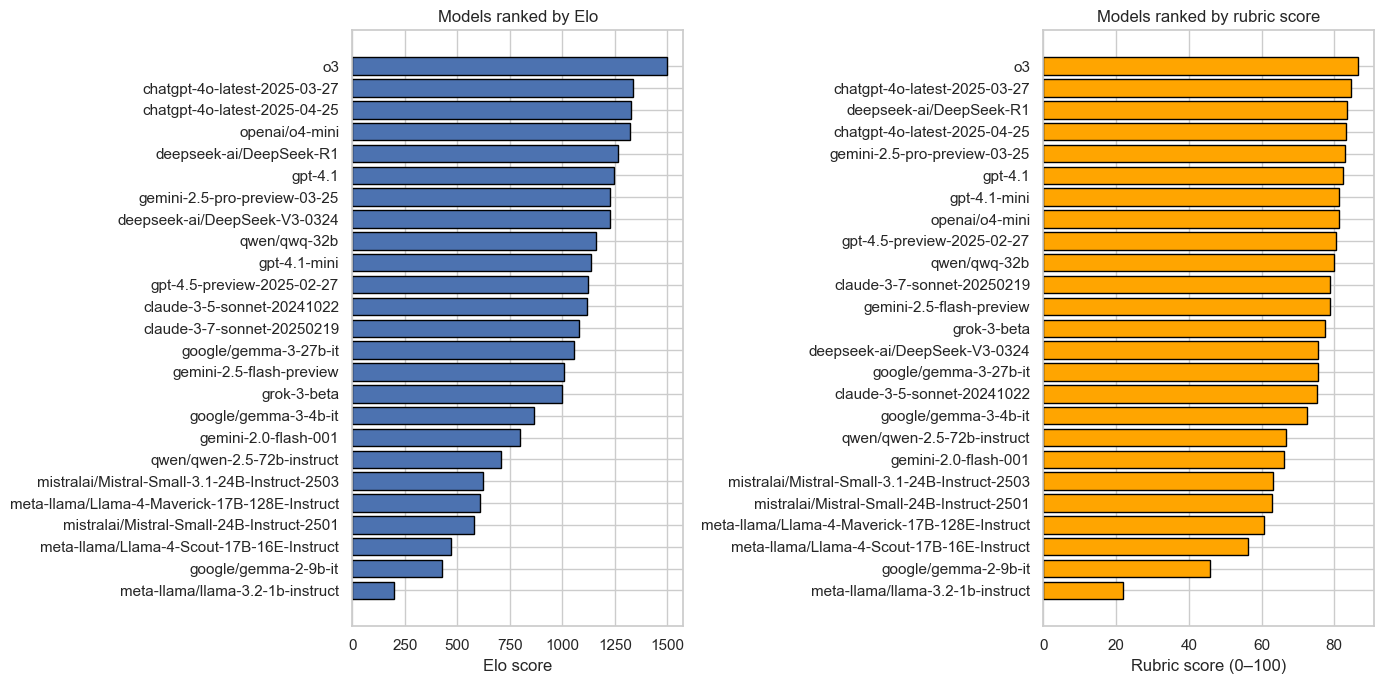 Models ranked by Elo
o3
chatgpt-4o-latest-2025-03-27
chatgpt-4o-latest-2025-04-25
openai/o4-mini
deepseek-ai/DeepSeek-R1
gpt-4.1
gemini-2.5-pro-preview-03-25
deepseek-ai/DeepSeek-V3-0324
qwen/qwq-32b
gpt-4.1-mini
gpt-4.5-preview-2025-02-27
claude-3-5-sonnet-20241022
claude-3-7-sonnet-20250219
google/gemma-3-27b-it
gemini-2.5-flash-preview
grok-3-beta
google/gemma-3-4b-it
gemini-2.0-flash-001
qwen/qwen-2.5-72b-instruct
mistralai/Mistral-Small-3.1-24B-Instruct-2503
meta-llama/Llama-4-Maverick-17B-128E-Instruct
mistralai/Mistral-Small-24B-Instruct-2501
meta-llama/Llama-4-Scout-17B-16E-Instruct
google/gemma-2-9b-it
meta-llama/llama-3.2-1b-instruct
0 250 500 750 1000 1250 1500
Elo score
Models ranked by rubric score
o3
chatgpt-4o-latest-2025-03-27
deepseek-ai/DeepSeek-R1
chatgpt-4o-latest-2025-04-25
gemini-2.5-pro-preview-03-25
gpt-4.1
gpt-4.1-mini
openai/o4-mini
gpt-4.5-preview-2025-02-27
qwen/qwq-32b
claude-3-7-sonnet-20250219
gemini-2.5-flash-preview
grok-3-beta
deepseek-ai/DeepSeek-V3-0324
google/gemma-3-27b-it
claude-3-5-sonnet-20241022
google/gemma-3-4b-it
qwen/qwen-2.5-72b-instruct
gemini-2.0-flash-001
mistralai/Mistral-Small-3.1-24B-Instruct-2503
mistralai/Mistral-Small-24B-Instruct-2501
meta-llama/Llama-4-Maverick-17B-128E-Instruct
meta-llama/Llama-4-Scout-17B-16E-Instruct
google/gemma-2-9b-it
meta-llama/llama-3.2-1b-instruct
0 20 40 60 80
Rubric score (0–100)